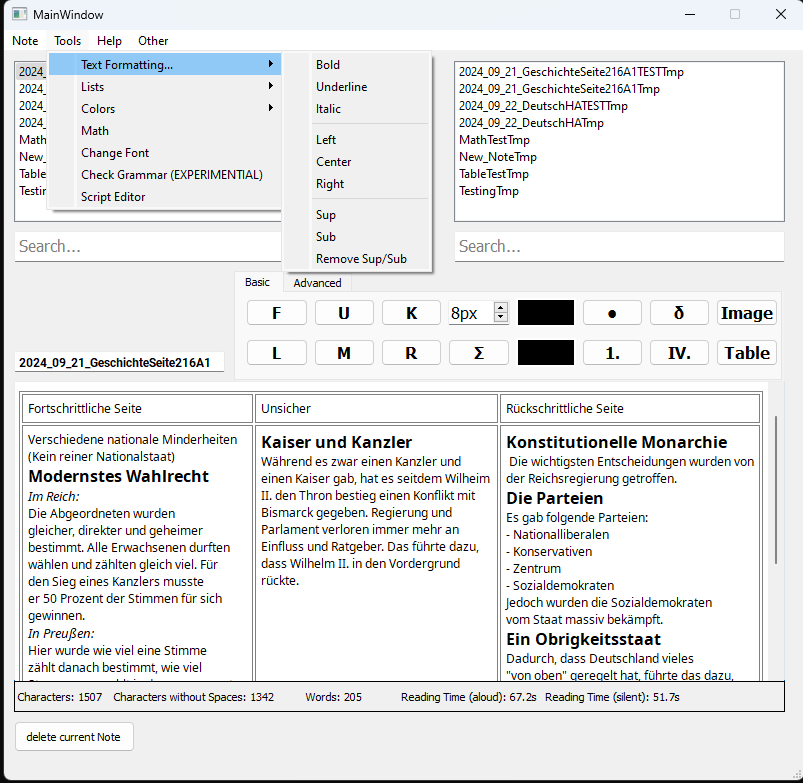 MainWindow
Note Tools Help Other
Text Formatting...
Lists
Colors
Math
Change Font
Check Grammar (EXPERIMENTAL)
Script Editor
Bold
Underline
Italic
Left
Center
Right
Sup
Sub
Remove Sup/Sub
2024_
2024_
2024_
2024_
Math
New_
Table
Testin
2024_09_21_GeschichteSeite216A1TESTTmp
2024_09_21_GeschichteSeite216A1Tmp
2024_09_22_DeutschHATESTTmp
2024_09_22_DeutschHATmp
MathTestTmp
New_NoteTmp
TableTestTmp
TestingTmp
Search...
Search...
Basic Advanced
F U K 8px ● δ Image
L M R Σ 1. IV. Table
2024_09_21_GeschichteSeite216A1
Fortschrittliche Seite
Unsicher
Rückschrittliche Seite
Verschiedene nationale Minderheiten
(Kein reiner Nationalstaat)
Modernstes Wahlrecht
Im Reich:
Die Abgeordneten wurden
gleicher, direkter und geheimer
bestimmt. Alle Erwachsenen durften
wählen und zählten gleich viel. Für
den Sieg eines Kanzlers musste
er 50 Prozent der Stimmen für sich
gewinnen.
In Preußen:
Hier wurde wie viel eine Stimme
zählt danach bestimmt, wie viel
Kaiser und Kanzler
Während es zwar einen Kanzler und
einen Kaiser gab, hat es seitdem Wilheim
II. den Thron bestieg einen Konflikt mit
Bismarck gegeben. Regierung und
Parlament verloren immer mehr an
Einfluss und Ratgeber. Das führte dazu,
dass Wilhelm II. in den Vordergrund
rückte.
Konstitutionelle Monarchie
Die wichtigsten Entscheidungen wurden von
der Reichsregierung getroffen.
Die Parteien
Es gab folgende Parteien:
- Nationalliberalen
- Konservativen
- Zentrum
- Sozialdemokraten
Jedoch wurden die Sozialdemokraten
vom Staat massiv bekämpft.
Ein Obrigkeitsstaat
Dadurch, dass Deutschland vieles
"von oben" geregelt hat, führte das dazu,
Characters: 1507 Characters without Spaces: 1342 Words: 205 Reading Time (aloud): 67.2s Reading Time (silent): 51.7s
delete current Note